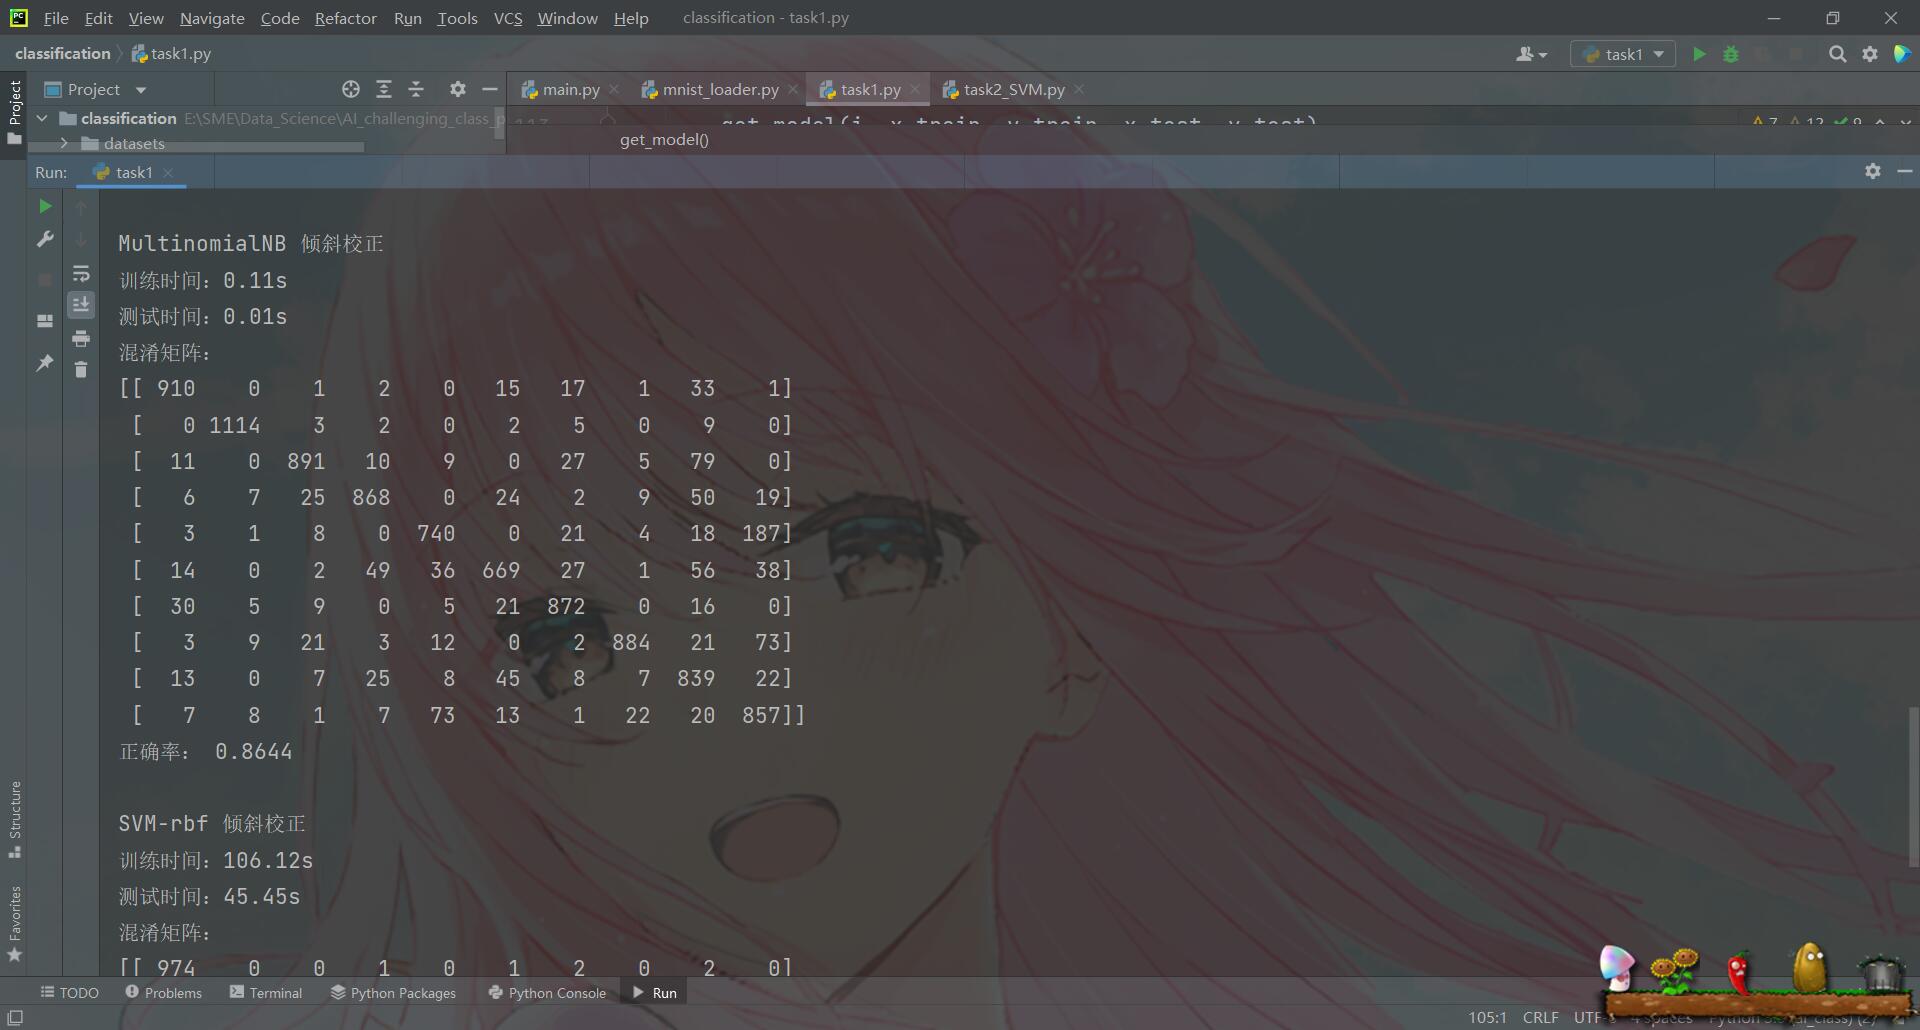 File Edit View Navigate Code Refactor Run Tools VCS Window Help classification - task1.py
classification task1.py task1
Project main.py mnist_loader.py task1.py task2_SVM.py
classification E:\SME\Data_Science\AI_challenging_class_p
datasets
get_model()
Run: task1
MultinomialNB 倾斜校正
训练时间：0.11s
测试时间：0.01s
混淆矩阵：
[[ 910 0 1 2 0 15 17 1 33 1]
[ 0 1114 3 2 0 2 5 0 9 0]
[ 11 0 891 10 9 0 27 5 79 0]
[ 6 7 25 868 0 24 2 9 50 19]
[ 3 1 8 0 740 0 21 4 18 187]
[ 14 0 2 49 36 669 27 1 56 38]
[ 30 5 9 0 5 21 872 0 16 0]
[ 3 9 21 3 12 0 2 884 21 73]
[ 13 0 7 25 8 45 8 7 839 22]
[ 7 8 1 7 73 13 1 22 20 857]]
正确率： 0.8644
SVM-rbf 倾斜校正
训练时间：106.12s
测试时间：45.45s
混淆矩阵：
[[ 974 0 0 1 0 1 2 0 2 0]
Project
Structure
Favorites
TODO Problems Terminal Python Packages Python Console Run
105:1 CRLF UTF-